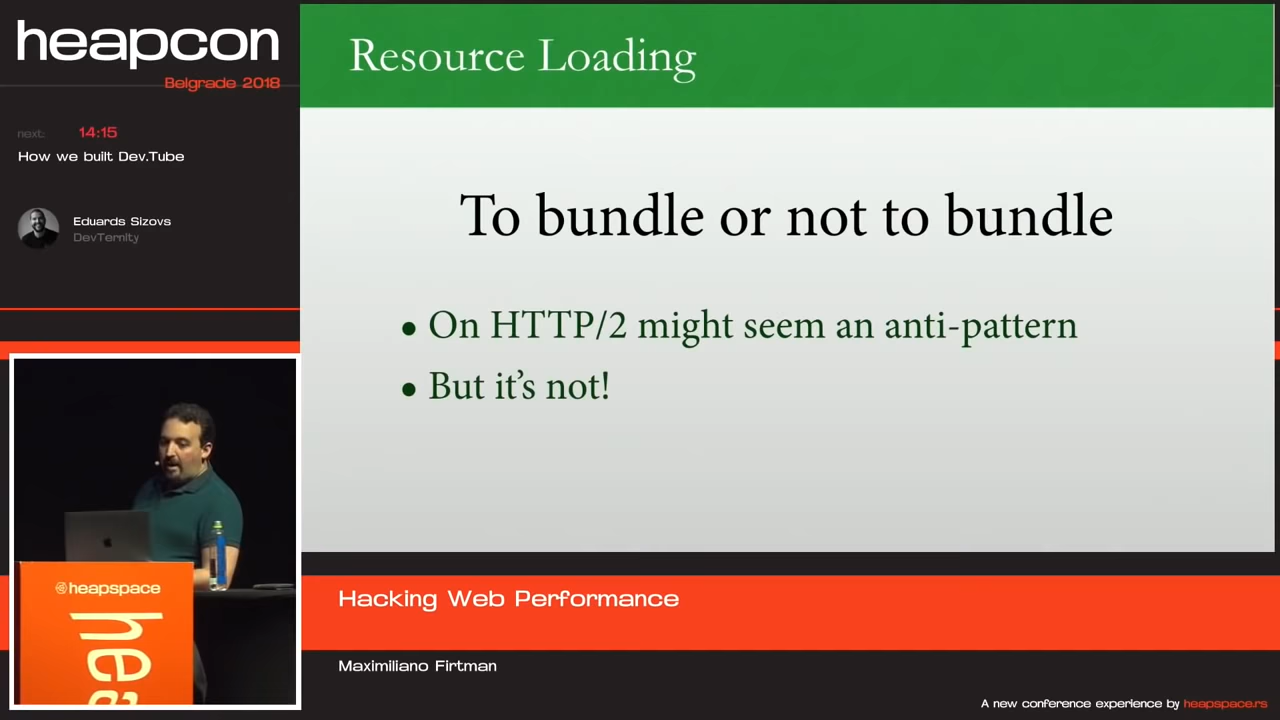 heapcon
Belgrade 2018
next: 14:15
How we built Dev.Tube
Eduards Sizovs
DevTernity
Resource Loading
To bundle or not to bundle
• On HTTP/2 might seem an anti-pattern
• But it's not!
@heapspace
hea
Hacking Web Performance
Maximiliano Firtman
A new conference experience by heapspace.rs